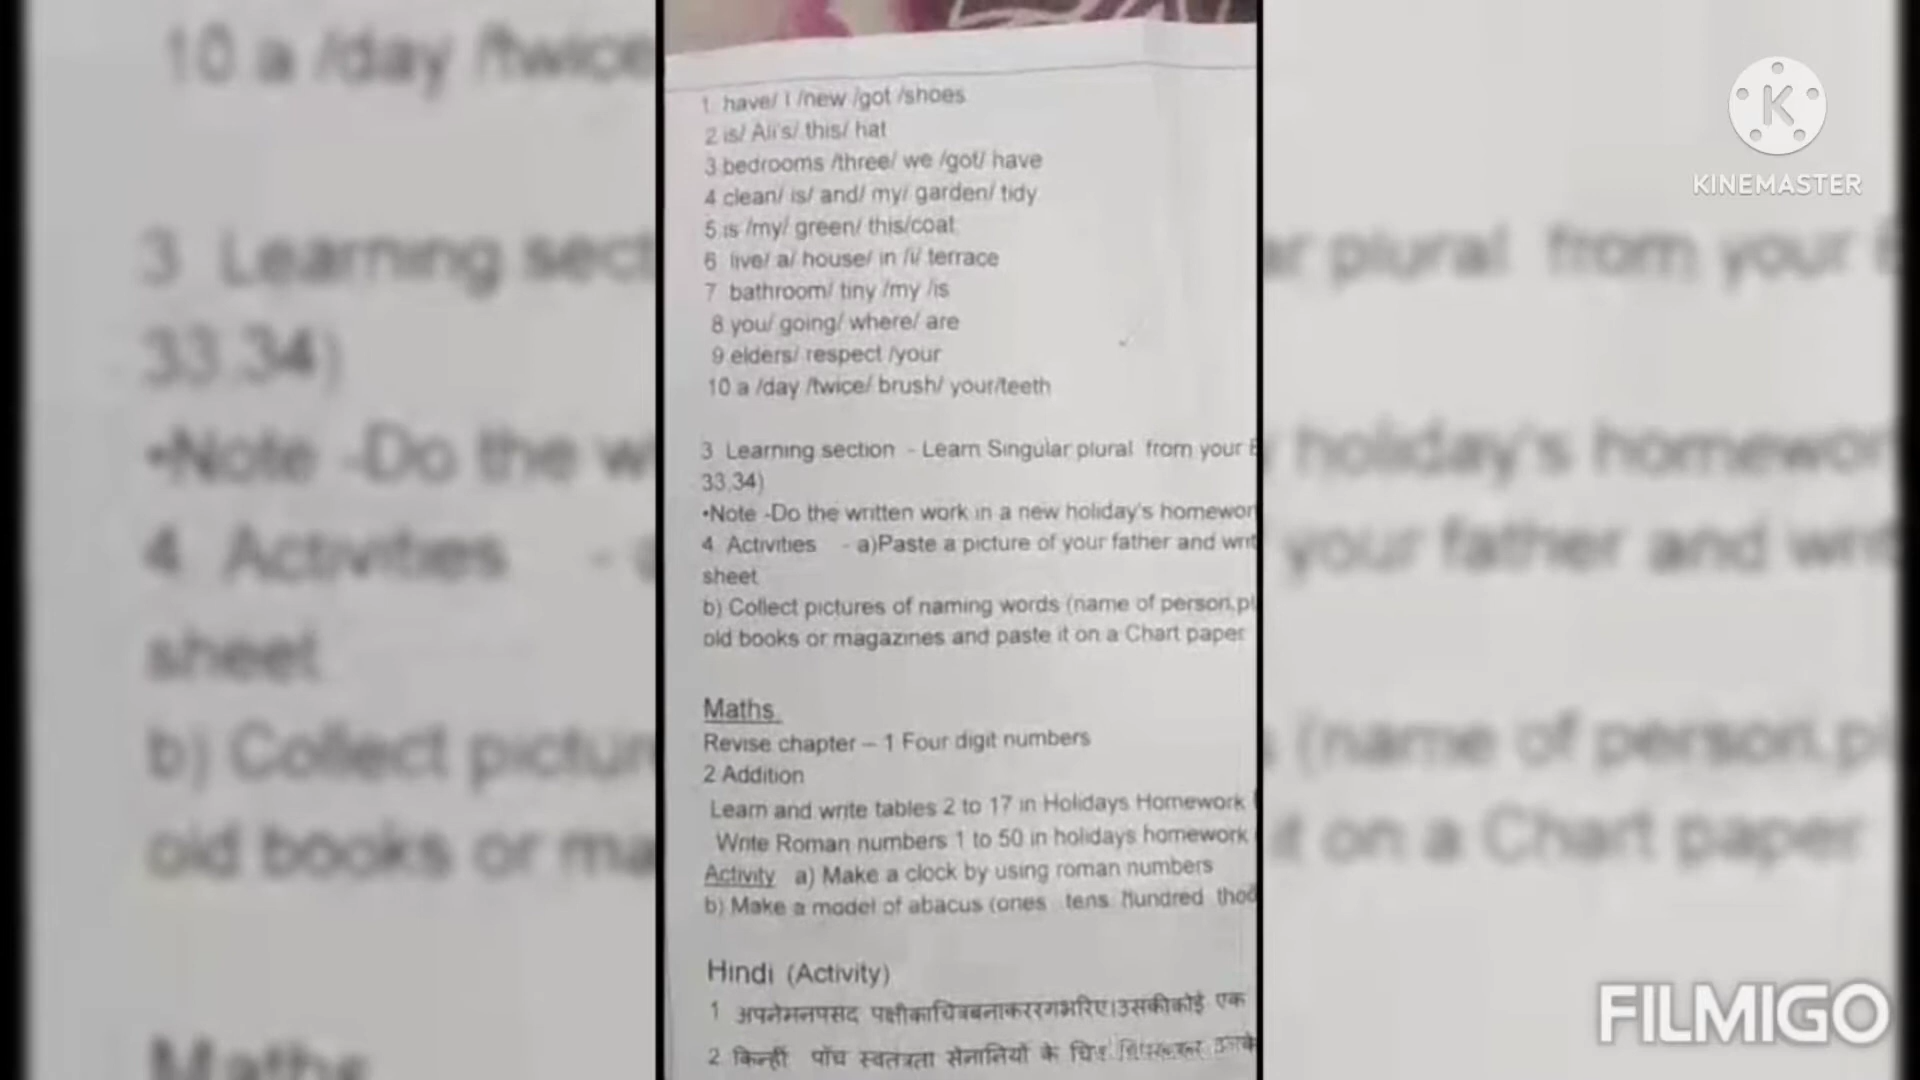 1 have/ I /new /got /shoes
2 is/ Ali's/ this/ hat
3 bedrooms /three/ we /got/ have
4 clean/ is/ and/ my/ garden/ tidy
5 is /my/ green/ this/coat
6 live/ a/ house/ in /i/ terrace
7 bathroom/ tiny /my /is
8 you/ going/ where/ are
9 elders/ respect /your
10 a /day /twice/ brush/ your/teeth
3 Learning section - Learn Singular plural from your
33.34)
•Note -Do the written work in a new holiday's homewor
4 Activities - a)Paste a picture of your father and writ
sheet
b) Collect pictures of naming words (name of person,pl
old books or magazines and paste it on a Chart paper
Maths
Revise chapter – 1 Four digit numbers
2 Addition
Learn and write tables 2 to 17 in Holidays Homework
Write Roman numbers 1 to 50 in holidays homework
Activity a) Make a clock by using roman numbers
b) Make a model of abacus (ones tens Hundred
Hindi (Activity)
1 अपनेमनपसंद पक्षीकाचित्रबनाकररंगभरिए।उसकीकोई एक
2 किन्हीं पाँच स्वतंत्रता सेनानियों के चित्र
KINEMASTER
FILMIGO